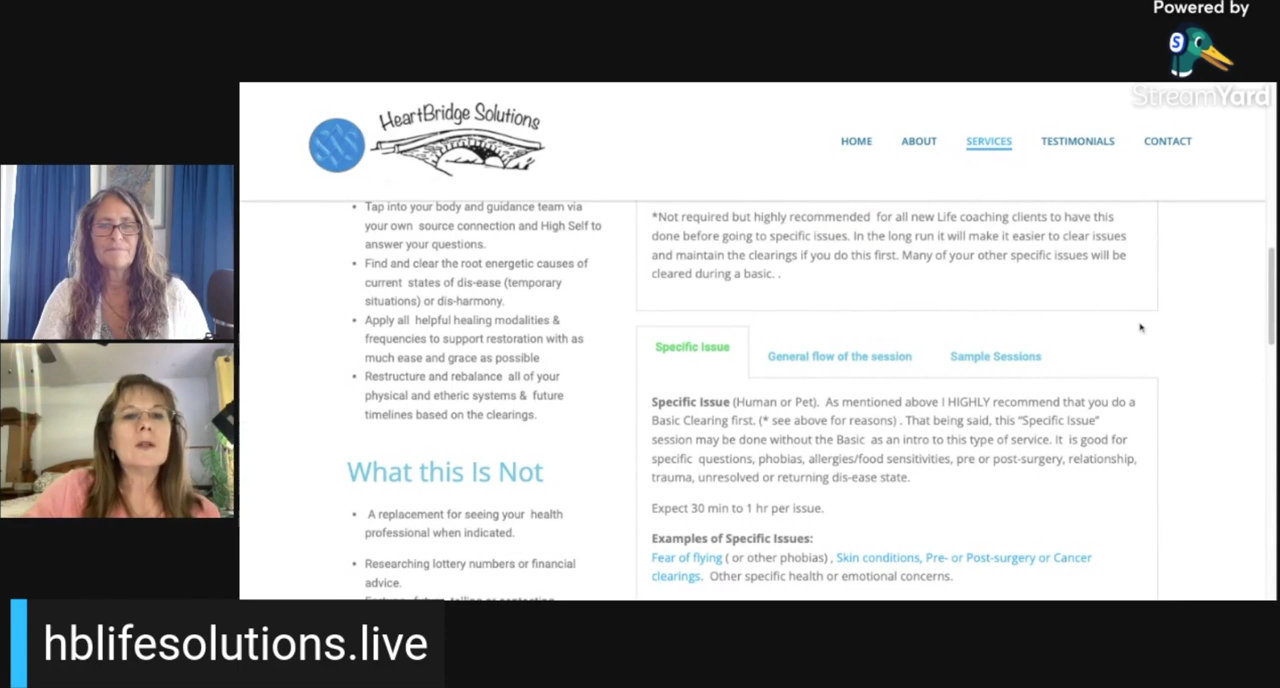 Powered by
S
StreamYard
HeartBridge Solutions
HOME ABOUT SERVICES TESTIMONIALS CONTACT
Tap into your body and guidance team via
your own source connection and High Self to
answer your questions.
Find and clear the root energetic causes of
current states of dis-ease (temporary
situations) or dis-harmony.
Apply all helpful healing modalities &
frequencies to support restoration with as
much ease and grace as possible
Restructure and rebalance all of your
physical and etheric systems & future
timelines based on the clearings.
What this Is Not
A replacement for seeing your health
professional when indicated.
Researching lottery numbers or financial
advice.
*Not required but highly recommended for all new Life coaching clients to have this
done before going to specific issues. In the long run it will make it easier to clear issues
and maintain the clearings if you do this first. Many of your other specific issues will be
cleared during a basic. .
Specific Issue General flow of the session Sample Sessions
Specific Issue (Human or Pet). As mentioned above I HIGHLY recommend that you do a
Basic Clearing first. (* see above for reasons) . That being said, this "Specific Issue"
session may be done without the Basic as an intro to this type of service. It is good for
specific questions, phobias, allergies/food sensitivities, pre or post-surgery, relationship,
trauma, unresolved or returning dis-ease state.
Expect 30 min to 1 hr per issue.
Examples of Specific Issues:
Fear of flying ( or other phobias) , Skin conditions, Pre- or Post-surgery or Cancer
clearings. Other specific health or emotional concerns.
hblifesolutions.live